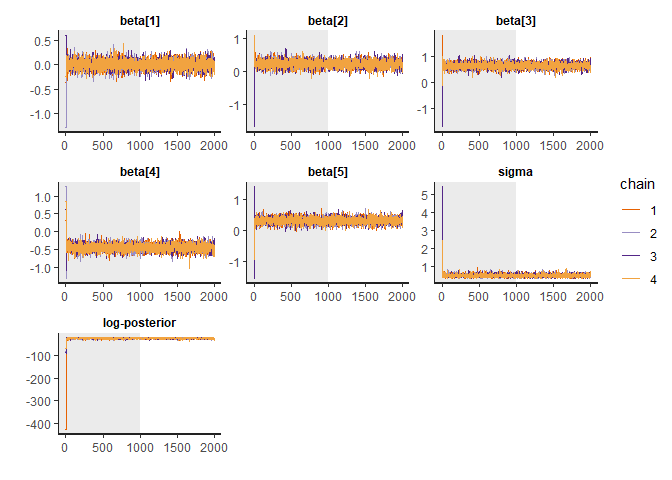 beta[1] beta[2] beta[3]
0.5 0.0 -0.5 -1.0
1 0 -1
1 0 -1
0 500 1000 1500 2000 0 500 1000 1500 2000 0 500 1000 1500 2000
beta[4] beta[5] sigma
1.0 0.5 0.0 -0.5 -1.0
1 0 -1
5 4 3 2 1
0 500 1000 1500 2000 0 500 1000 1500 2000 0 500 1000 1500 2000
chain
1
2
3
4
log-posterior
-100
-200
-300
-400
0 500 1000 1500 2000